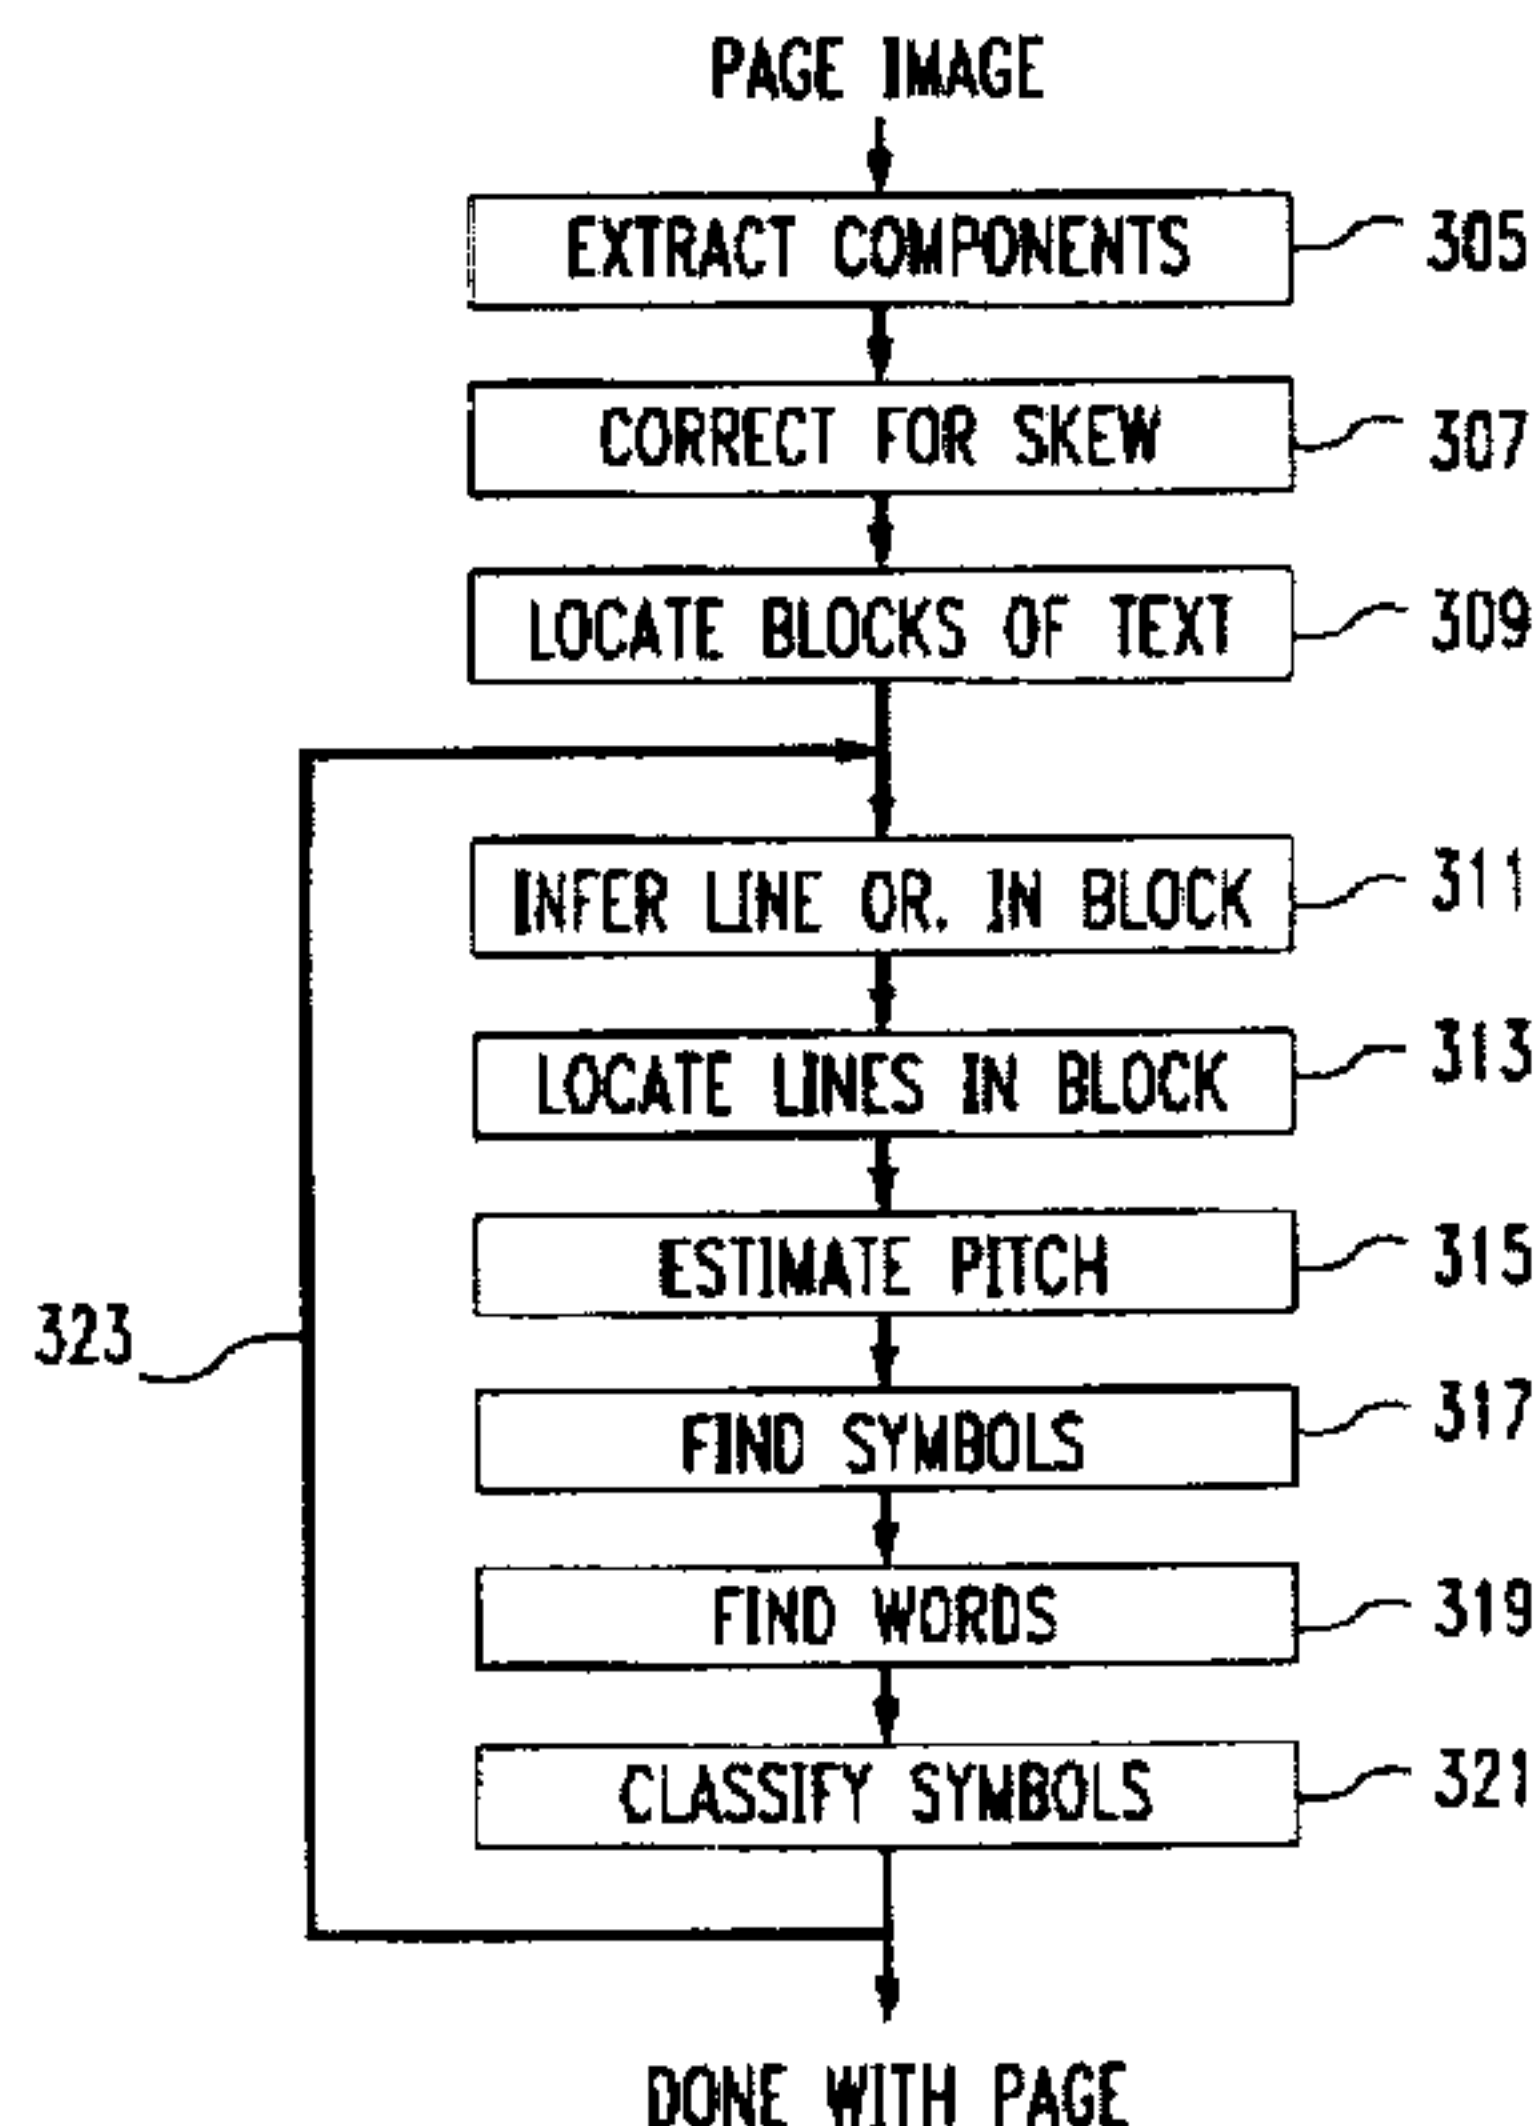 PAGE IMAGE
EXTRACT COMPONENTS 305
CORRECT FOR SKEW 307
LOCATE BLOCKS OF TEXT 309
INFER LINE OR. IN BLOCK 311
LOCATE LINES IN BLOCK 313
ESTIMATE PITCH 315
323
FIND SYMBOLS 317
FIND WORDS 319
CLASSIFY SYMBOLS 321
DONE WITH PAGE